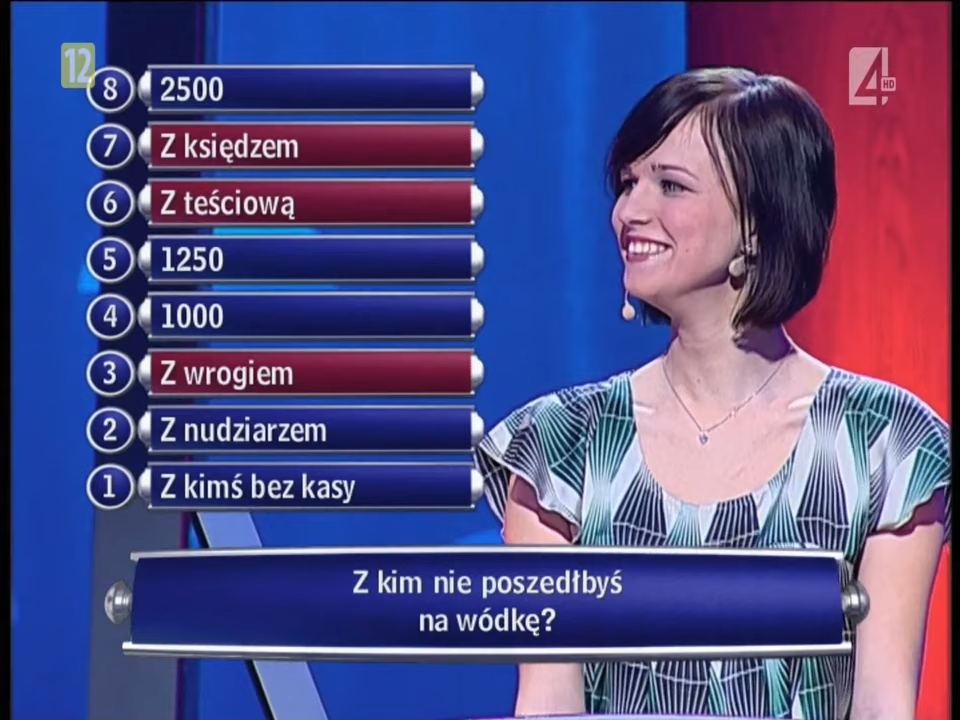 12
4 HD
8 2500
7 Z księdzem
6 Z teściową
5 1250
4 1000
3 Z wrogiem
2 Z nudziarzem
1 Z kimś bez kasy
Z kim nie poszedłbyś
na wódkę?